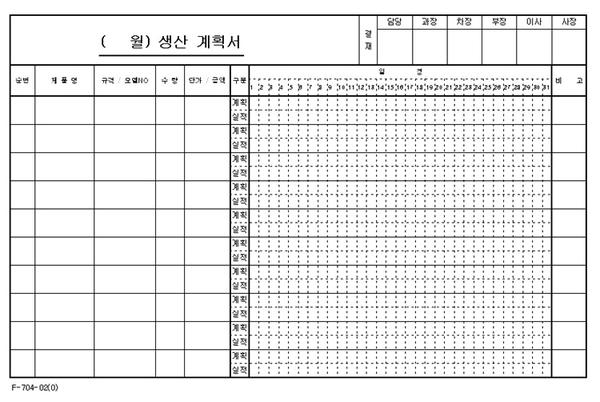 담당 과장 차장 부장 이사 사장
( 월) 생산 계획서
결재
일 정
순번 제 품 명 규격 / 모델NO 수 량 단가 / 금액 구분 1 2 3 4 5 6 7 8 9 10 11 12 13 14 15 16 17 18 19 20 21 22 23 24 25 26 27 28 29 30 31 비 고
계획
실적
계획
실적
계획
실적
계획
실적
계획
실적
계획
실적
계획
실적
계획
실적
계획
실적
계획
실적
F-704-02(0)